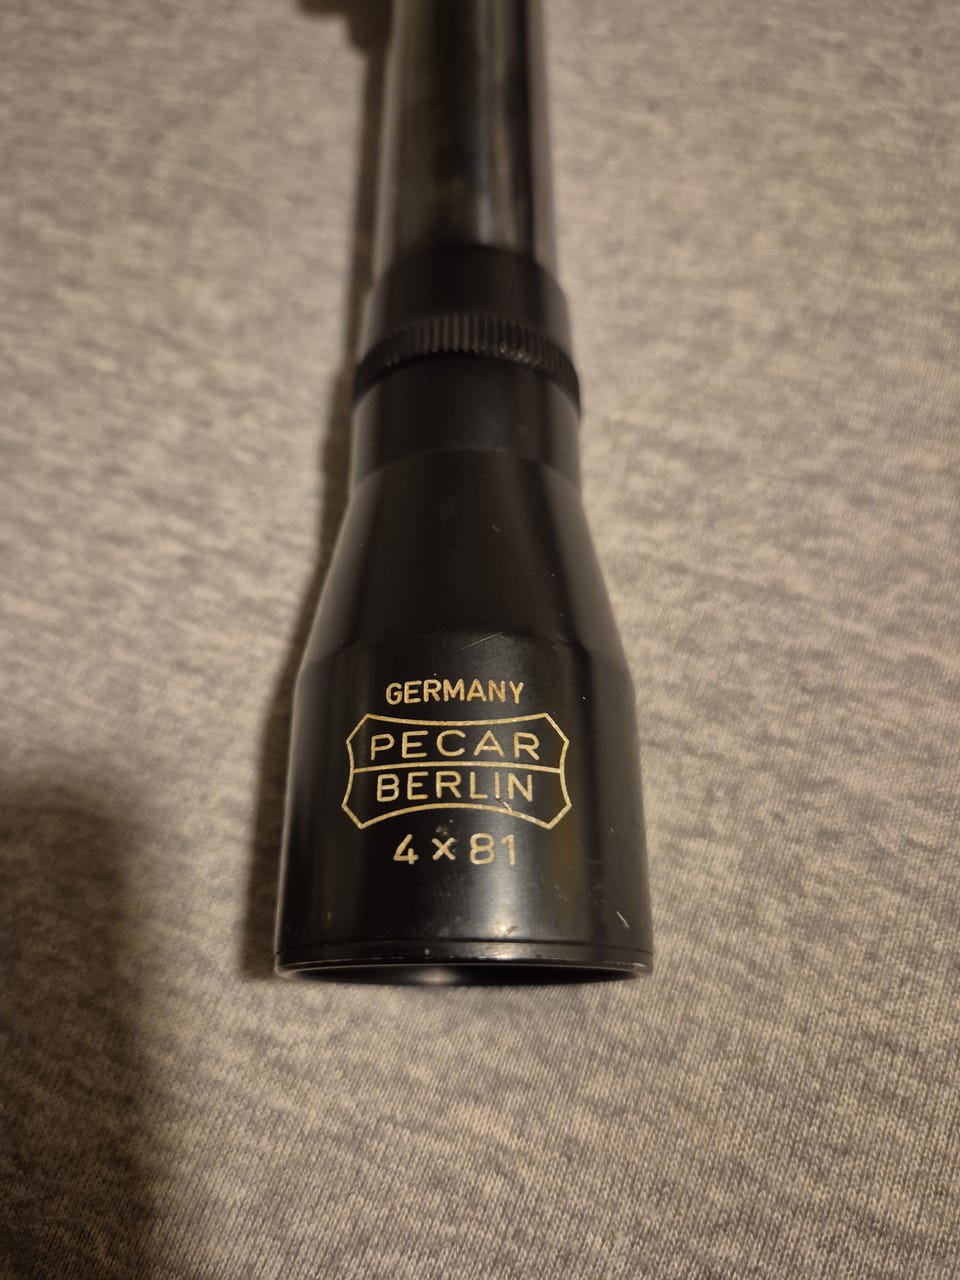 GERMANY
PECAR
BERLIN
4×81